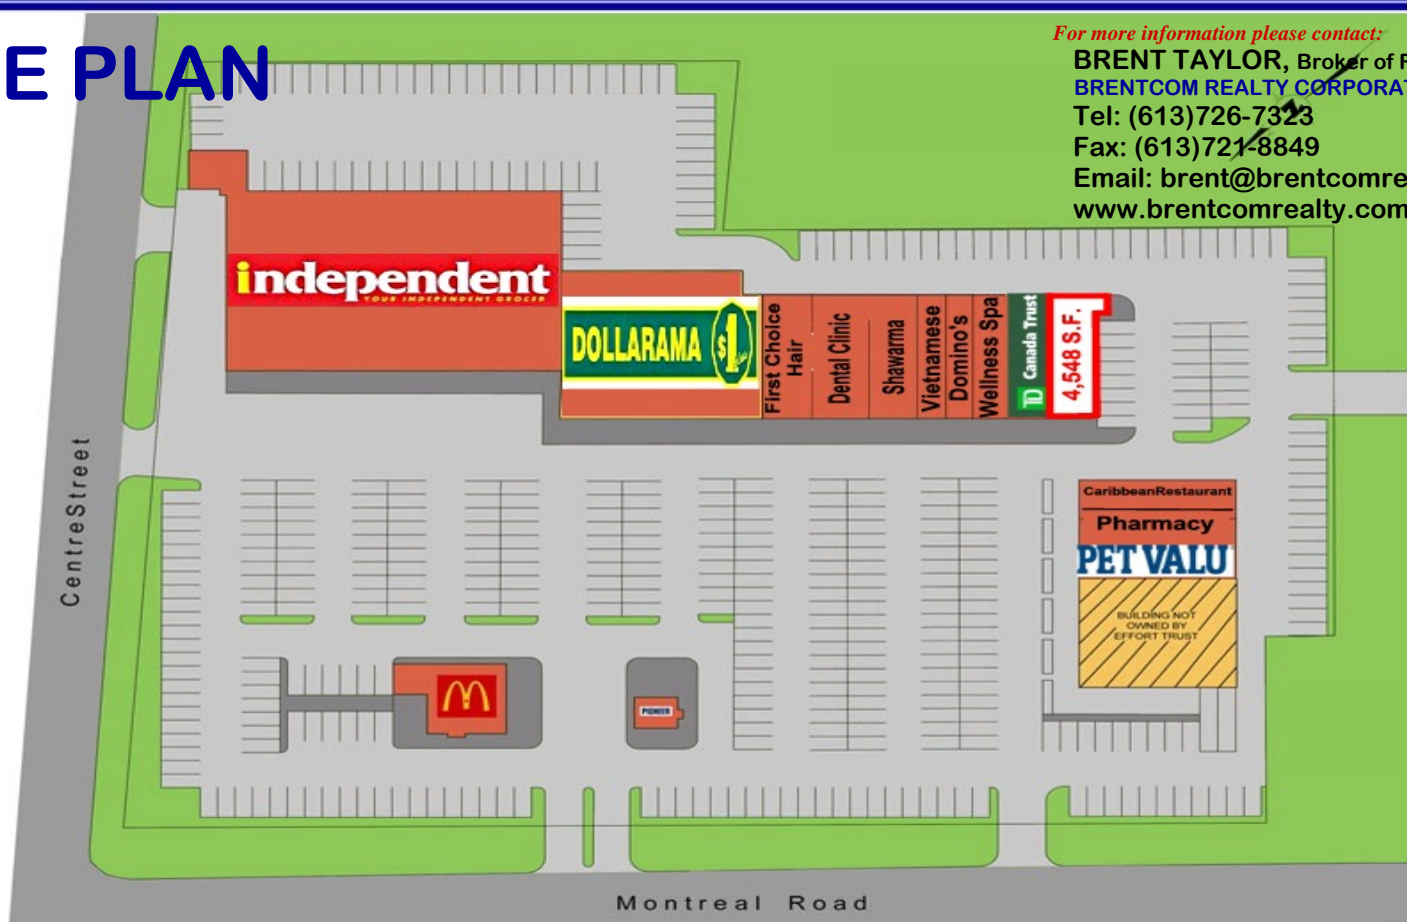 E PLAN
For more information please contact:
BRENT TAYLOR, Broker of R
BRENTCOM REALTY CORPORAT
Tel: (613)726-7323
Fax: (613)721-8849
Email: brent@brentcomre
www.brentcomrealty.com
independent
YOUR INDEPENDENT GROCER
DOLLARAMA $1
First Choice
Hair
Dental Clinic
Shawarma
Vietnamese
Domino's
Wellness Spa
TD Canada Trust
4,548 S.F.
CentreStreet
CaribbeanRestaurant
Pharmacy
PET VALU
BUILDING NOT
OWNED BY
EFFORT TRUST
PIONEER
Montreal Road